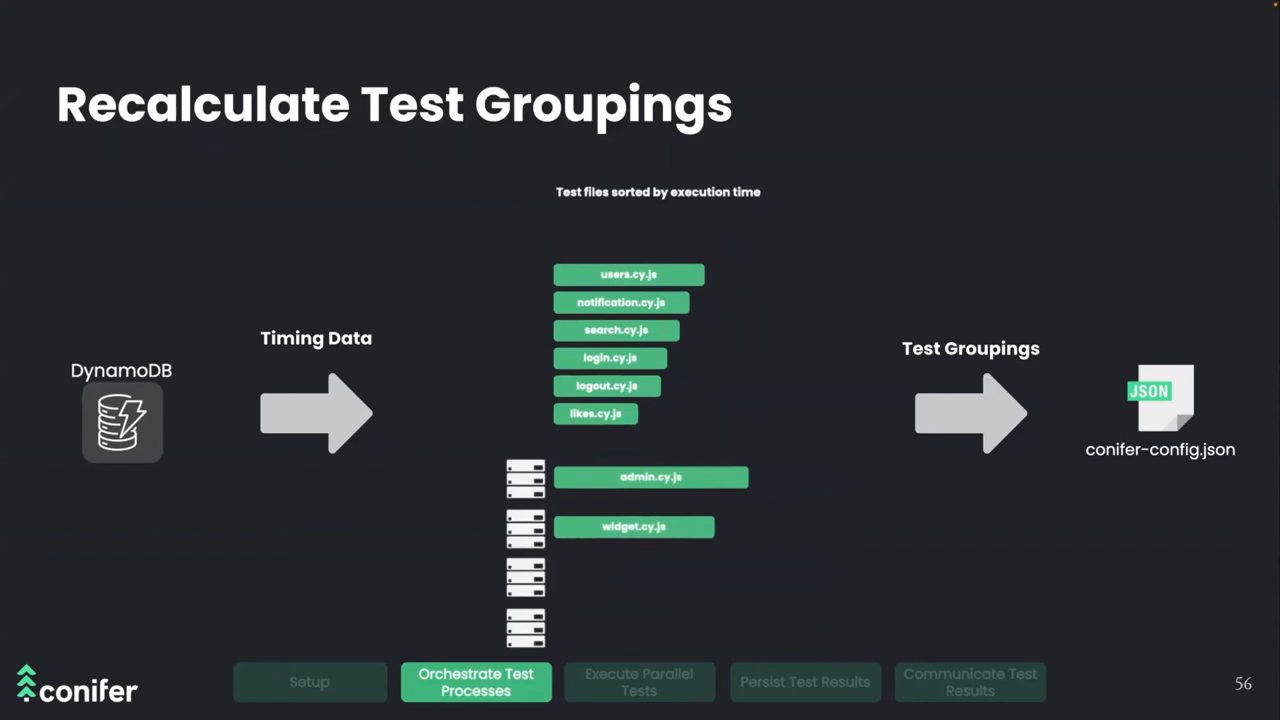 Recalculate Test Groupings
Test files sorted by execution time
users.cy.js
notification.cy.js
search.cy.js
login.cy.js
logout.cy.js
likes.cy.js
Timing Data
DynamoDB
Test Groupings
JSON
conifer-config.json
admin.cy.js
widget.cy.js
conifer
Setup
Orchestrate Test
Processes
Execute Parallel
Tests
Persist Test Results
Communicate Test
Results
56